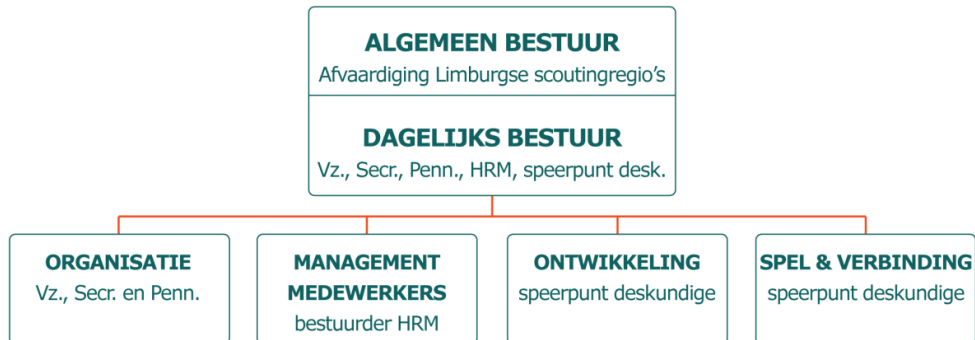 ALGEMEEN BESTUUR
Afvaardiging Limburgse scoutingregio's
DAGELIJKS BESTUUR
Vz., Secr., Penn., HRM, speerpunt desk.
ORGANISATIE
Vz., Secr. en Penn.
MANAGEMENT
MEDEWERKERS
bestuurder HRM
ONTWIKKELING
speerpunt deskundige
SPEL & VERBINDING
speerpunt deskundige